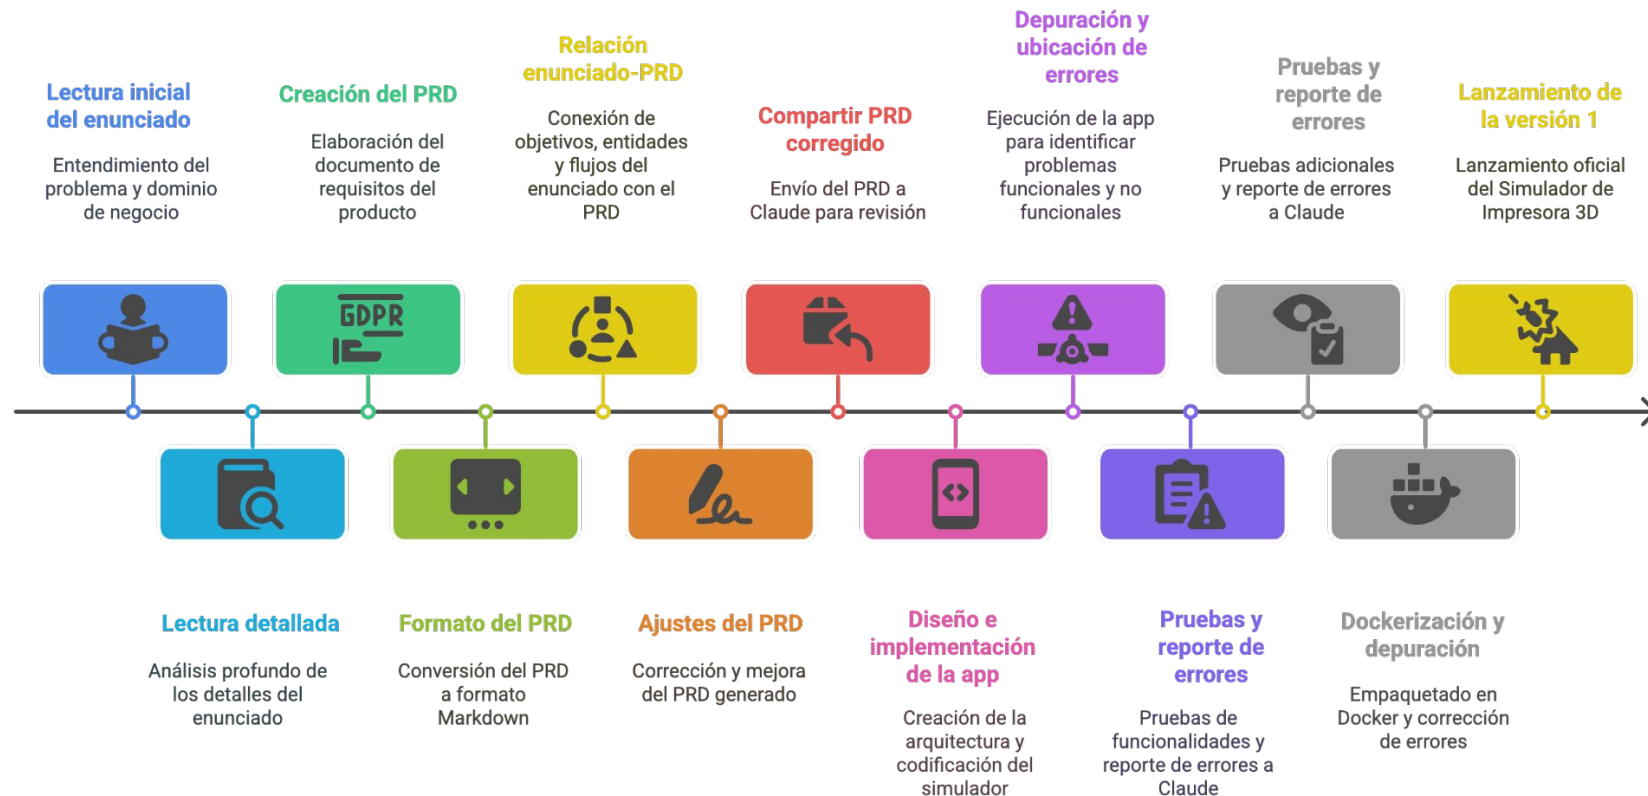 Lectura inicial
del enunciado
Entendimiento del
problema y dominio
de negocio
Creación del PRD
Elaboración del
documento de
requisitos del
producto
Relación
enunciado-PRD
Conexión de
objetivos, entidades
y flujos del
enunciado con el
PRD
Compartir PRD
corregido
Envío del PRD a
Claude para revisión
Depuración y
ubicación de
errores
Ejecución de la app
para identificar
problemas
funcionales y no
funcionales
Pruebas y
reporte de
errores
Pruebas adicionales
y reporte de errores
a Claude
Lanzamiento de
la versión 1
Lanzamiento oficial
del Simulador de
Impresora 3D
GDPR
Lectura detallada
Análisis profundo de
los detalles del
enunciado
Formato del PRD
Conversión del PRD
a formato
Markdown
Ajustes del PRD
Corrección y mejora
del PRD generado
Diseño e
implementación
de la app
Creación de la
arquitectura y
codificación del
simulador
Pruebas y
reporte de
errores
Pruebas de
funcionalidades y
reporte de errores a
Claude
Dockerización y
depuración
Empaquetado en
Docker y corrección
de errores